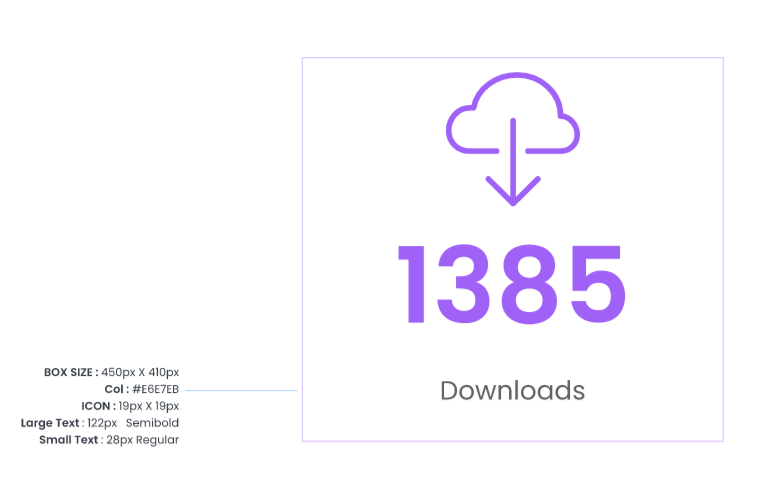 1385
Downloads
BOX SIZE : 450px X 410px
Col : #E6E7EB
ICON : 19px X 19px
Large Text : 122px Semibold
Small Text : 28px Regular